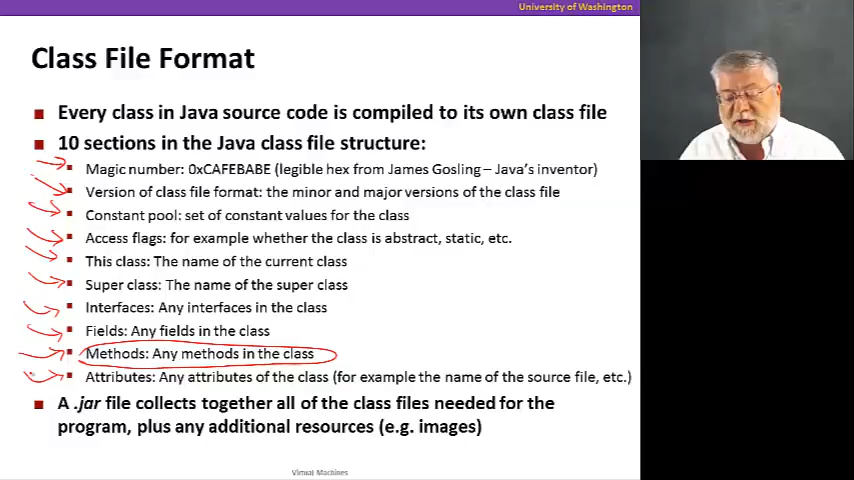 University of Washington
Class File Format
Every class in Java source code is compiled to its own class file
10 sections in the Java class file structure:
Magic number: 0xCAFEBABE (legible hex from James Gosling – Java's inventor)
Version of class file format: the minor and major versions of the class file
Constant pool: set of constant values for the class
Access flags: for example whether the class is abstract, static, etc.
This class: The name of the current class
Super class: The name of the super class
Interfaces: Any interfaces in the class
Fields: Any fields in the class
Methods: Any methods in the class
Attributes: Any attributes of the class (for example the name of the source file, etc.)
A .jar file collects together all of the class files needed for the
program, plus any additional resources (e.g. images)
Virtual Machines